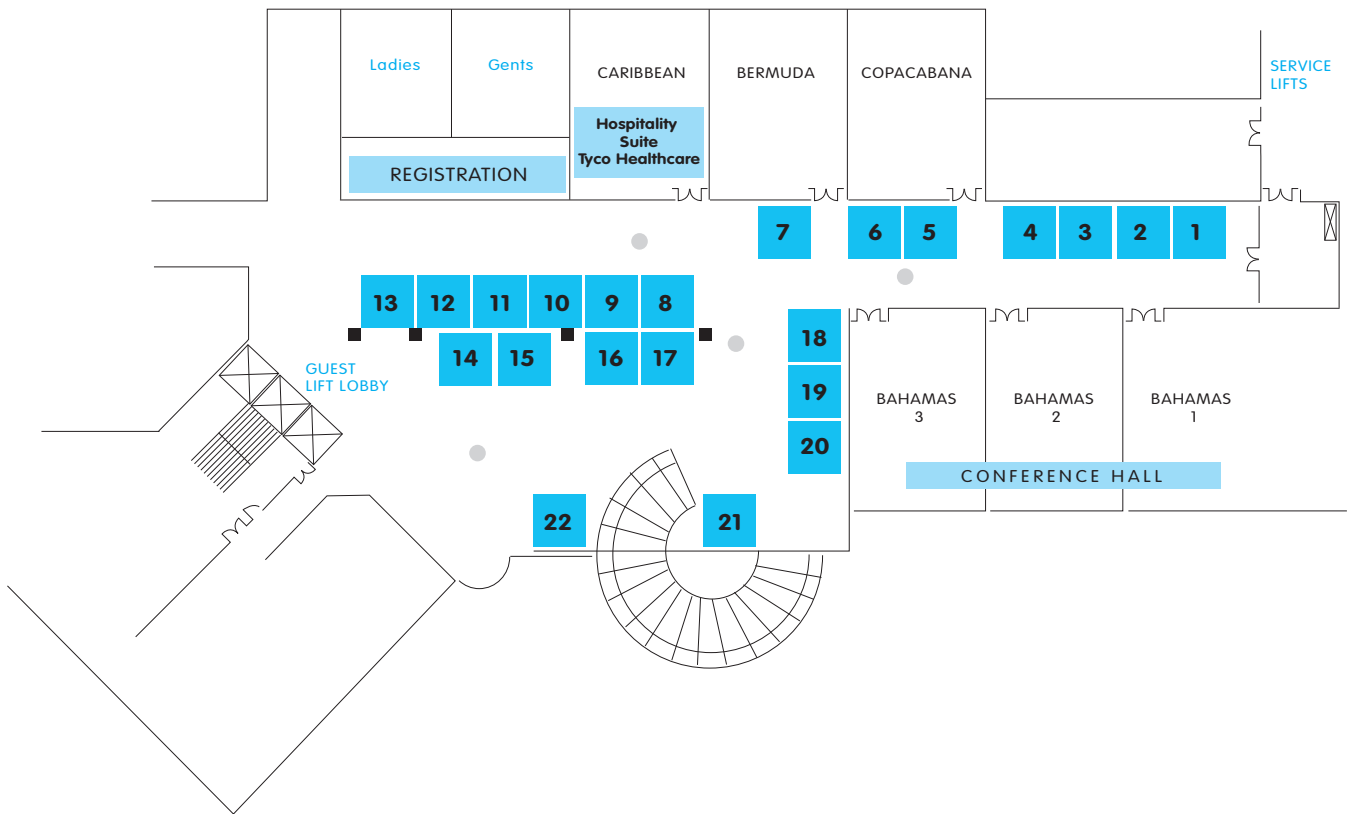 Ladies
Gents
CARIBBEAN
BERMUDA
COPACABANA
SERVICE
LIFTS
Hospitality
Suite
Tyco Healthcare
REGISTRATION
7
6
5
4
3
2
1
13
12
11
10
9
8
14
15
16
17
18
19
20
GUEST
LIFT LOBBY
BAHAMAS
3
BAHAMAS
2
BAHAMAS
1
CONFERENCE HALL
22
21